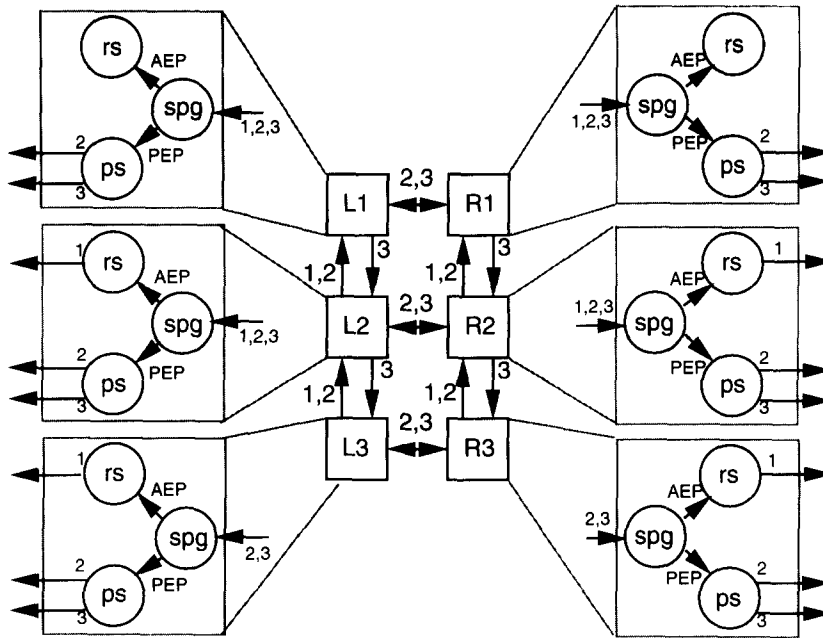 rs
AEP
spg
1,2,3
2
PEP
ps
3
rs
AEP
spg
1,2,3
PEP
2
ps
3
L1
2,3
R1
1,2
3
1,2
3
1
rs
AEP
spg
1,2,3
2
PEP
ps
3
L2
2,3
R2
rs
1
AEP
1,2,3
spg
PEP
2
ps
3
1,2
3
1,2
3
L3
2,3
R3
1
rs
AEP
spg
2,3
2
PEP
ps
3
rs
1
AEP
2,3
spg
PEP
2
ps
3